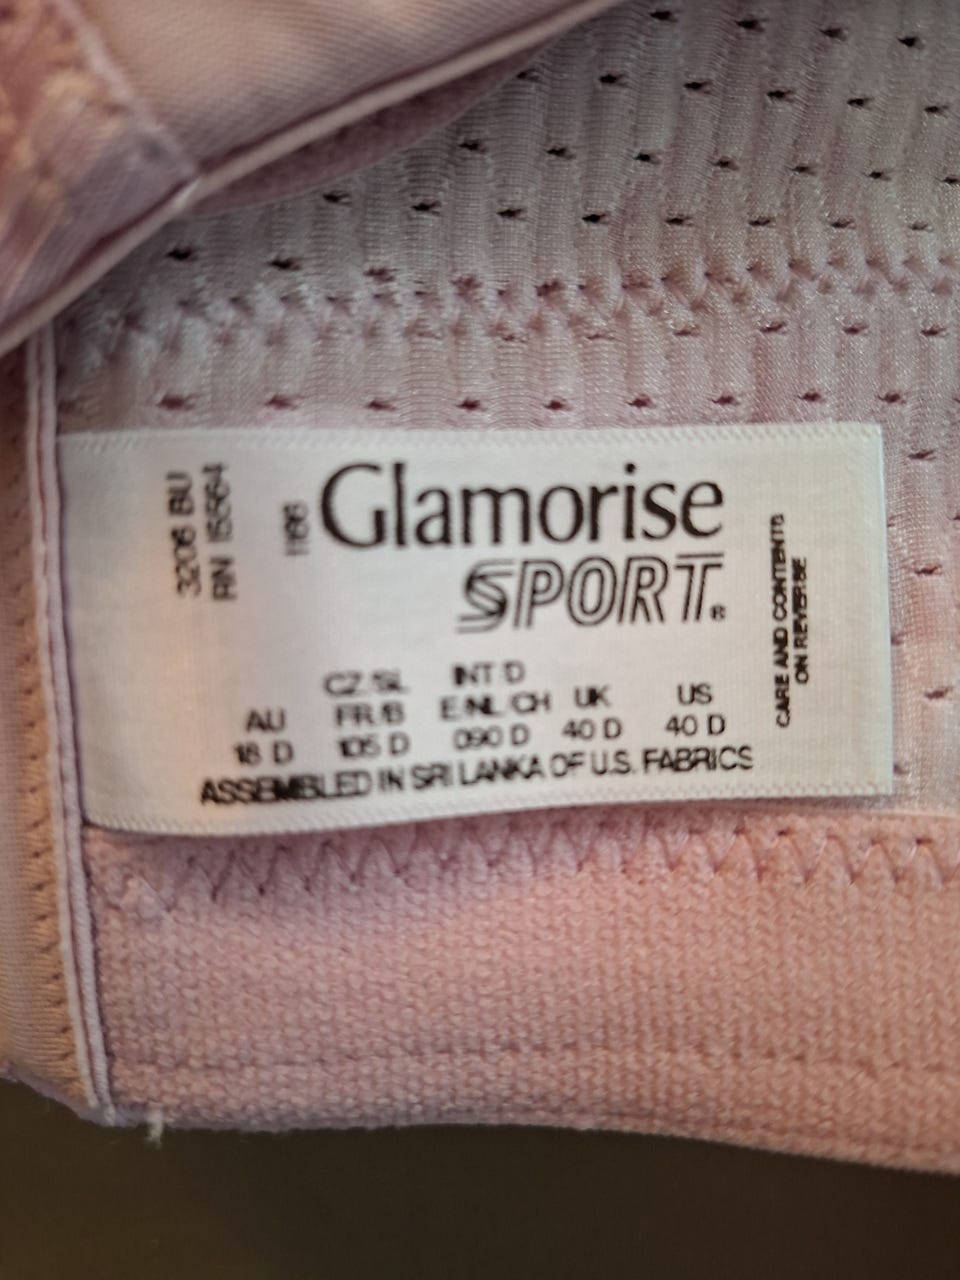 3206 BU
RN 15564
Glamorise
SPORT®
AU
18 D
CZ/SL
FR/B
105 D
INT/D
E/NL/CH
090 D
UK
40 D
US
40 D
ASSEMBLED IN SRI LANKA OF U.S. FABRICS
CARE AND CONTENTS
ON REVERSE